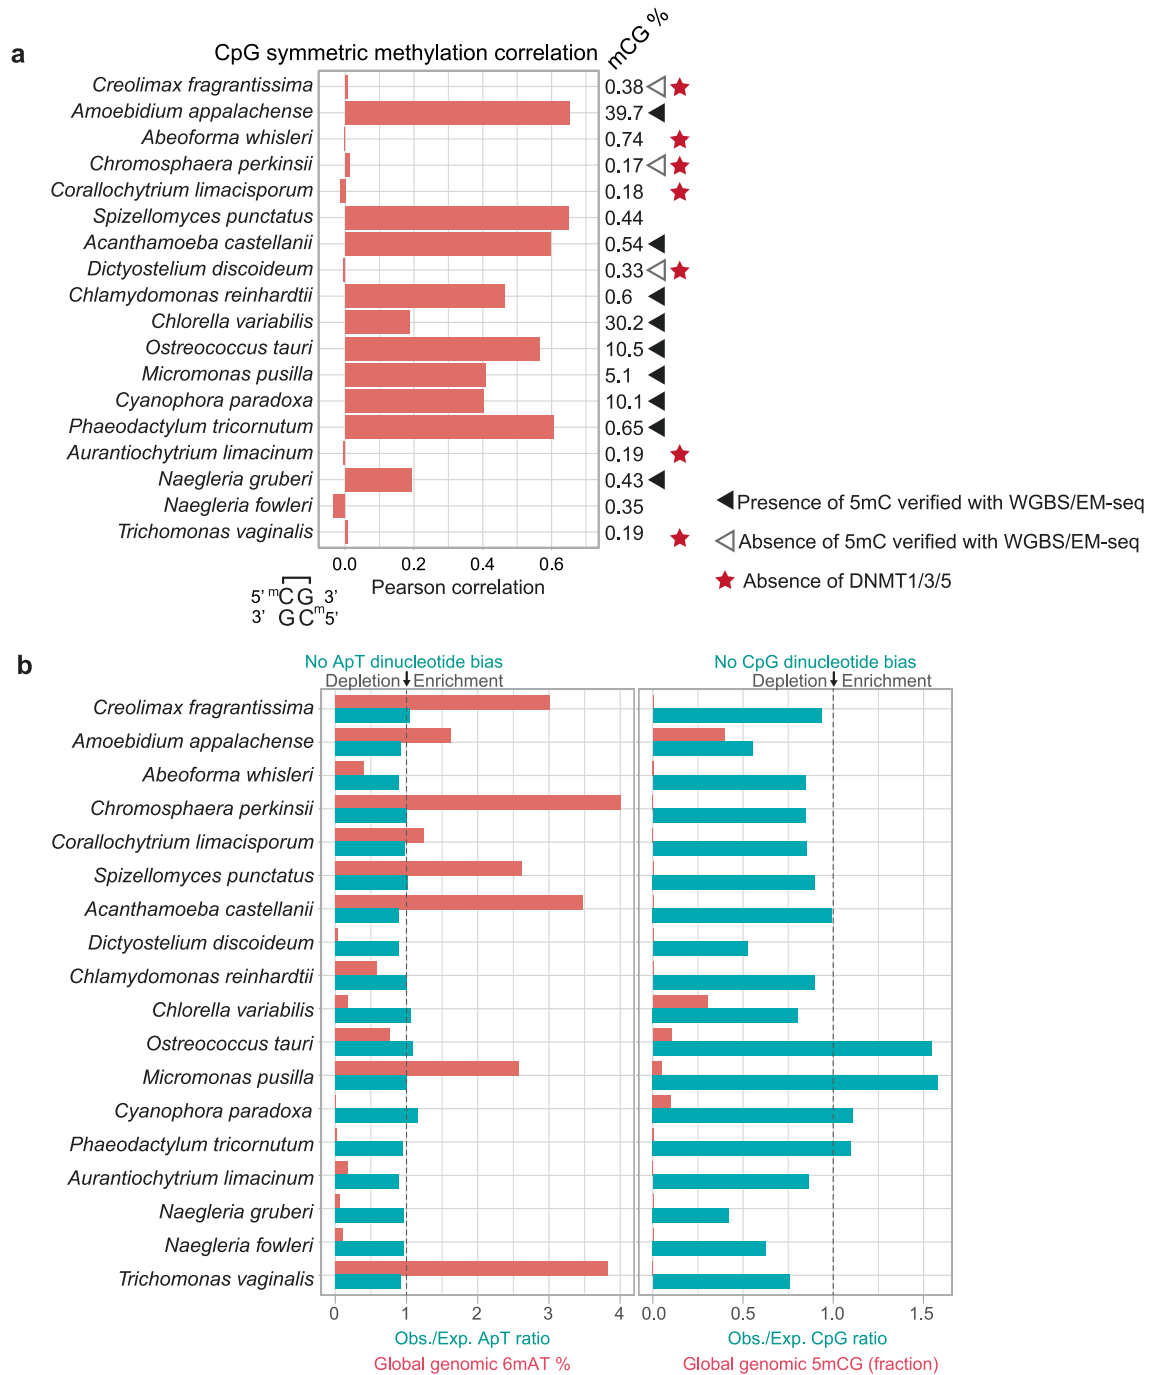 a
CpG symmetric methylation correlation
mCG %
Creolimax fragrantissima 0.38
Amoebidium appalachense 39.7
Abeoforma whisleri 0.74
Chromosphaera perkinsii 0.17
Corallochytrium limacisporum 0.18
Spizellomyces punctatus 0.44
Acanthamoeba castellanii 0.54
Dictyostelium discoideum 0.33
Chlamydomonas reinhardtii 0.6
Chlorella variabilis 30.2
Ostreococcus tauri 10.5
Micromonas pusilla 5.1
Cyanophora paradoxa 10.1
Phaeodactylum tricornutum 0.65
Aurantiochytrium limacinum 0.19
Naegleria gruberi 0.43
Naegleria fowleri 0.35
Trichomonas vaginalis 0.19
0.0 0.2 0.4 0.6
Pearson correlation
5' mCG 3'
3' GCm5'
Presence of 5mC verified with WGBS/EM-seq
Absence of 5mC verified with WGBS/EM-seq
Absence of DNMT1/3/5
b
No ApT dinucleotide bias
Depletion Enrichment
No CpG dinucleotide bias
Depletion Enrichment
Creolimax fragrantissima
Amoebidium appalachense
Abeoforma whisleri
Chromosphaera perkinsii
Corallochytrium limacisporum
Spizellomyces punctatus
Acanthamoeba castellanii
Dictyostelium discoideum
Chlamydomonas reinhardtii
Chlorella variabilis
Ostreococcus tauri
Micromonas pusilla
Cyanophora paradoxa
Phaeodactylum tricornutum
Aurantiochytrium limacinum
Naegleria gruberi
Naegleria fowleri
Trichomonas vaginalis
0 1 2 3 4
Obs./Exp. ApT ratio
Global genomic 6mAT %
0.0 0.5 1.0 1.5
Obs./Exp. CpG ratio
Global genomic 5mCG (fraction)